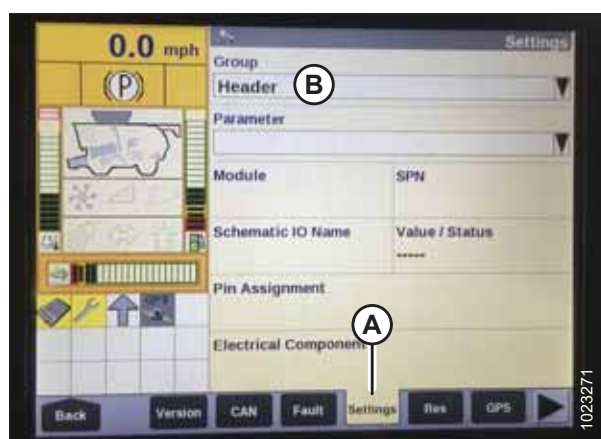 0.0 mph
Settings
(P)
Group
Header
B
Parameter
Module
SPN
Schematic IO Name
Value / Status
-----
Pin Assignment
A
Electrical Component
Back
Version
CAN
Fault
Settings
Res
GPS
1023271